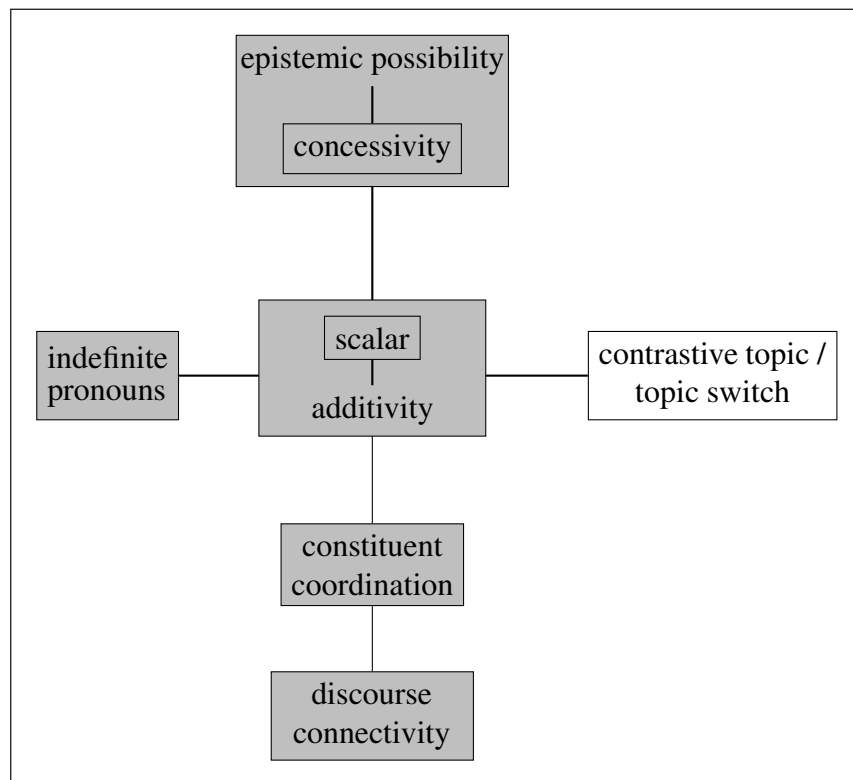 epistemic possibility
concessivity
scalar
additivity
indefinite
pronouns
contrastive topic /
topic switch
constituent
coordination
discourse
connectivity